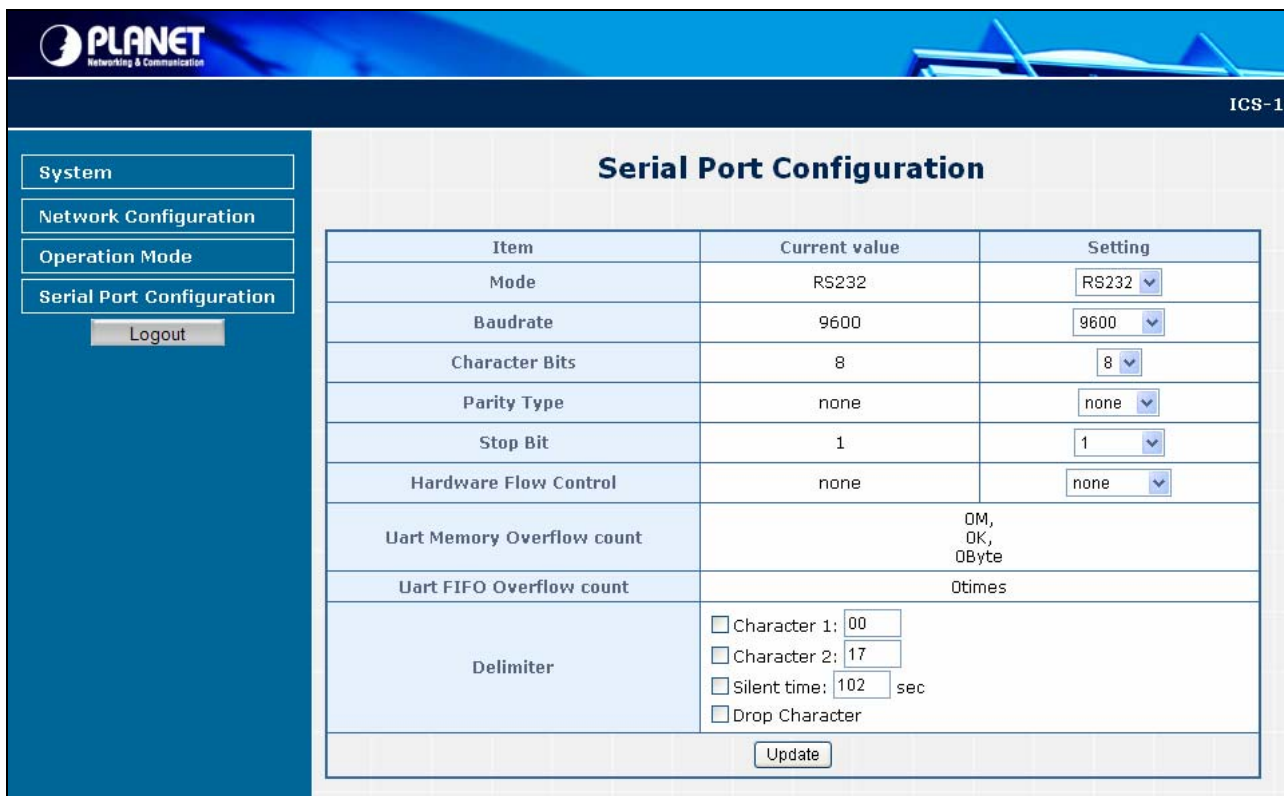 PLANET
Networking & Communication
ICS-1
System
Network Configuration
Operation Mode
Serial Port Configuration
Logout
Serial Port Configuration
Item Current value Setting
Mode RS232 RS232
Baudrate 9600 9600
Character Bits 8 8
Parity Type none none
Stop Bit 1 1
Hardware Flow Control none none
Uart Memory Overflow count
0M,
0K,
0Byte
Uart FIFO Overflow count 0times
Delimiter
Character 1: 00
Character 2: 17
Silent time: 102 sec
Drop Character
Update